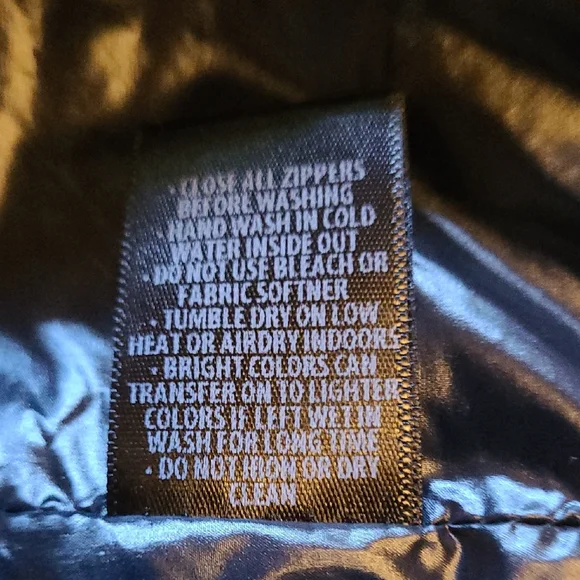 · CLOSE ALL ZIPPERS
BEFORE WASHING
HAND WASH IN COLD
WATER INSIDE OUT
· DO NOT USE BLEACH OR
FABRIC SOFTNER
· TUMBLE DRY ON LOW
HEAT OR AIRDRY INDOORS
· BRIGHT COLORS CAN
TRANSFER ON TO LIGHTER
COLORS IF LEFT WET IN
WASH FOR LONG TIME
· DO NOT IRON OR DRY
CLEAN